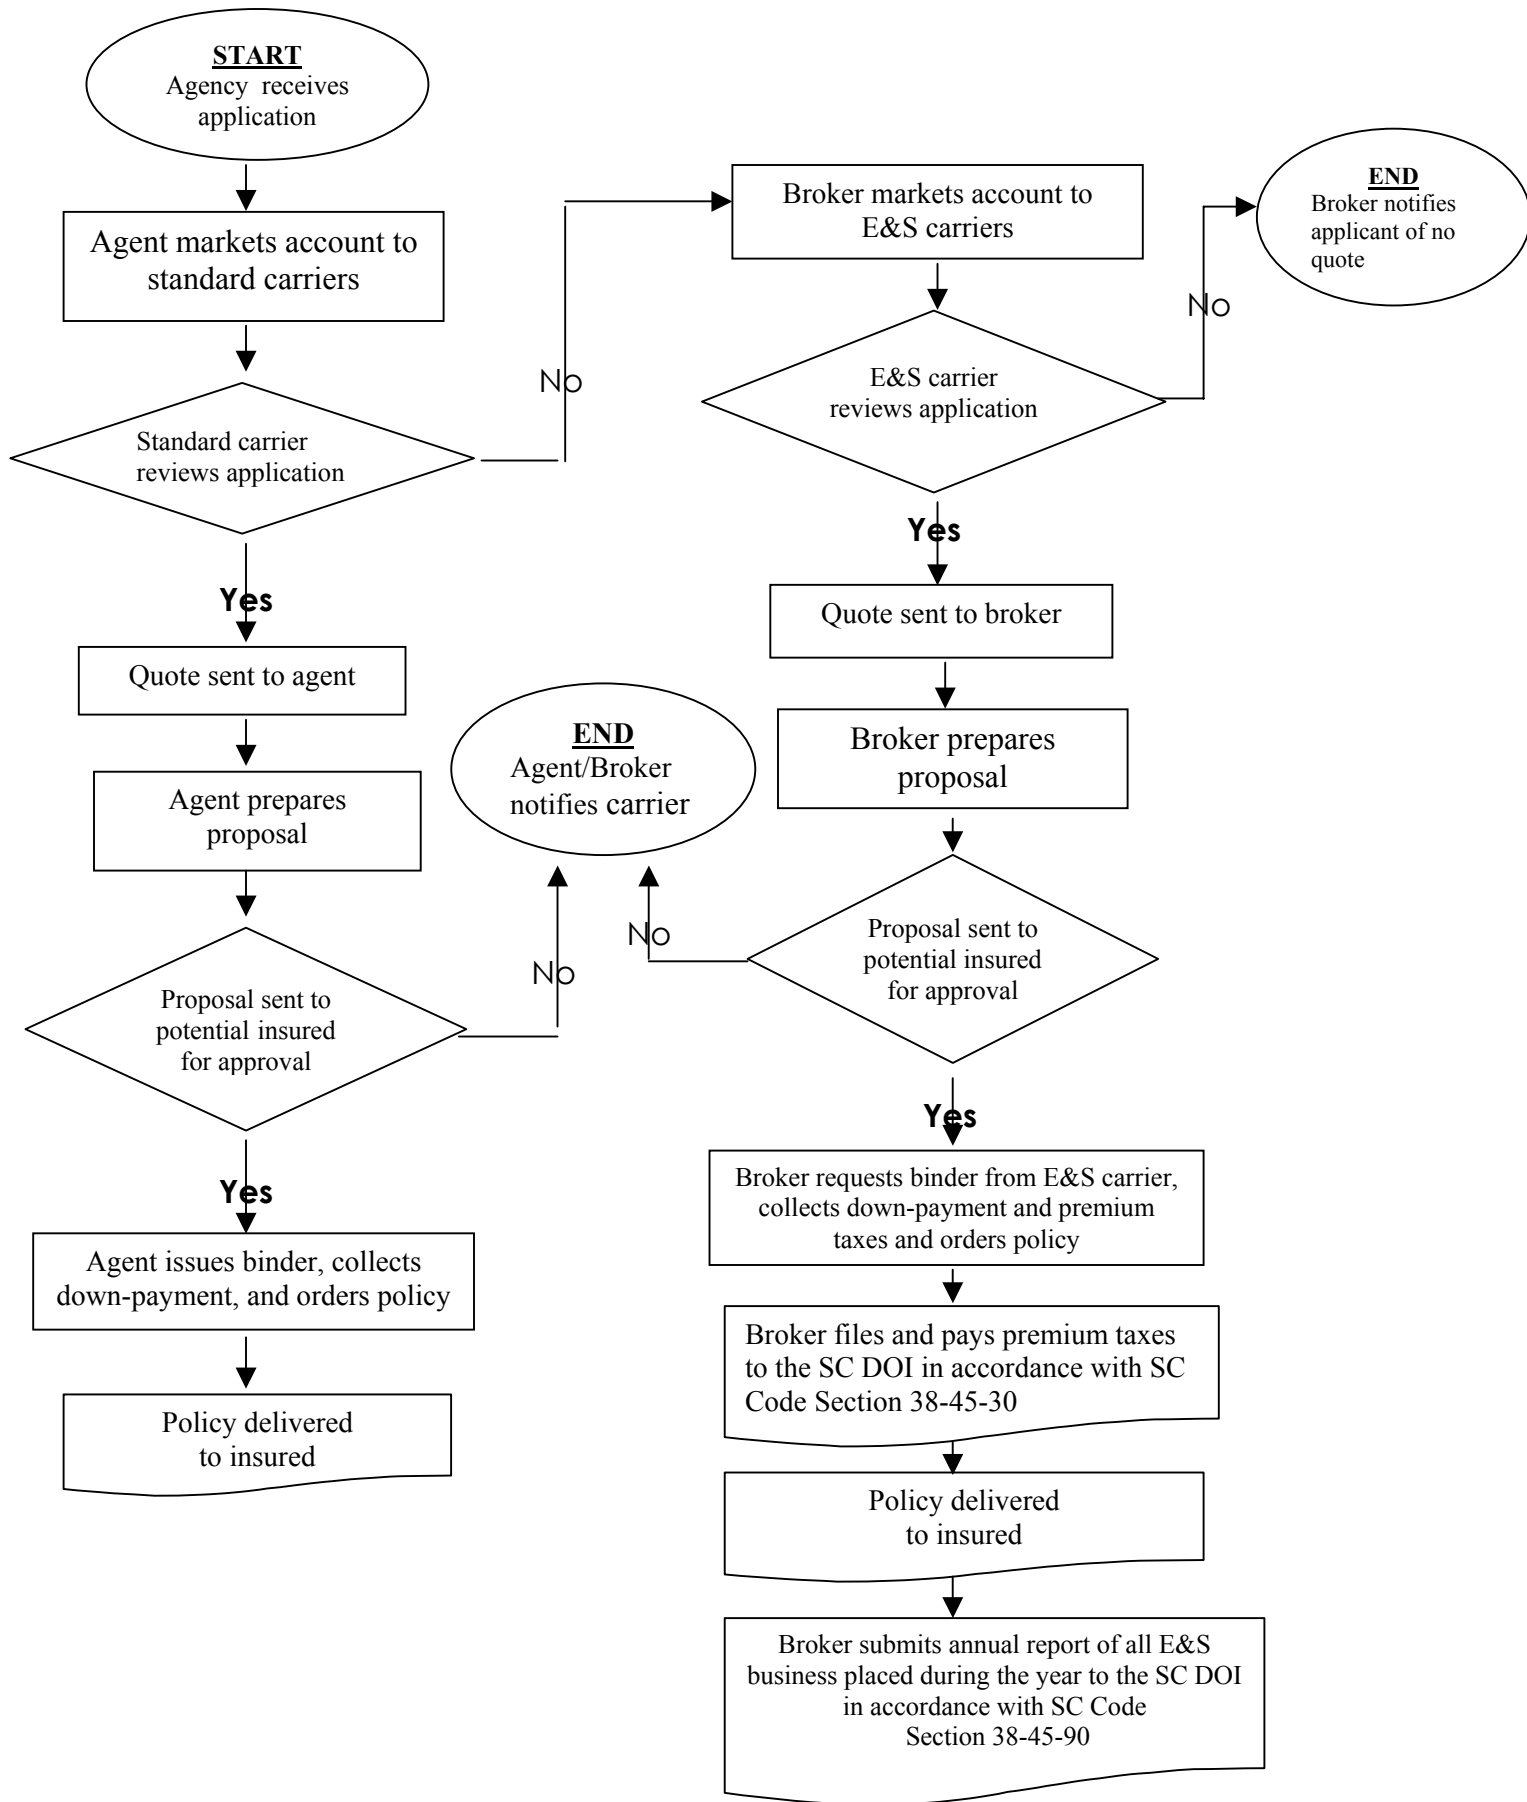 START
Agency receives
application
Agent markets account to
standard carriers
Standard carrier
reviews application
No
Yes
Quote sent to agent
Agent prepares
proposal
Proposal sent to
potential insured
for approval
No
Yes
Agent issues binder, collects
down-payment, and orders policy
Policy delivered
to insured
END
Agent/Broker
notifies carrier
Broker markets account to
E&S carriers
E&S carrier
reviews application
No
END
Broker notifies
applicant of no
quote
Yes
Quote sent to broker
Broker prepares
proposal
Proposal sent to
potential insured
for approval
No
Yes
Broker requests binder from E&S carrier,
collects down-payment and premium
taxes and orders policy
Broker files and pays premium taxes
to the SC DOI in accordance with SC
Code Section 38-45-30
Policy delivered
to insured
Broker submits annual report of all E&S
business placed during the year to the SC DOI
in accordance with SC Code
Section 38-45-90